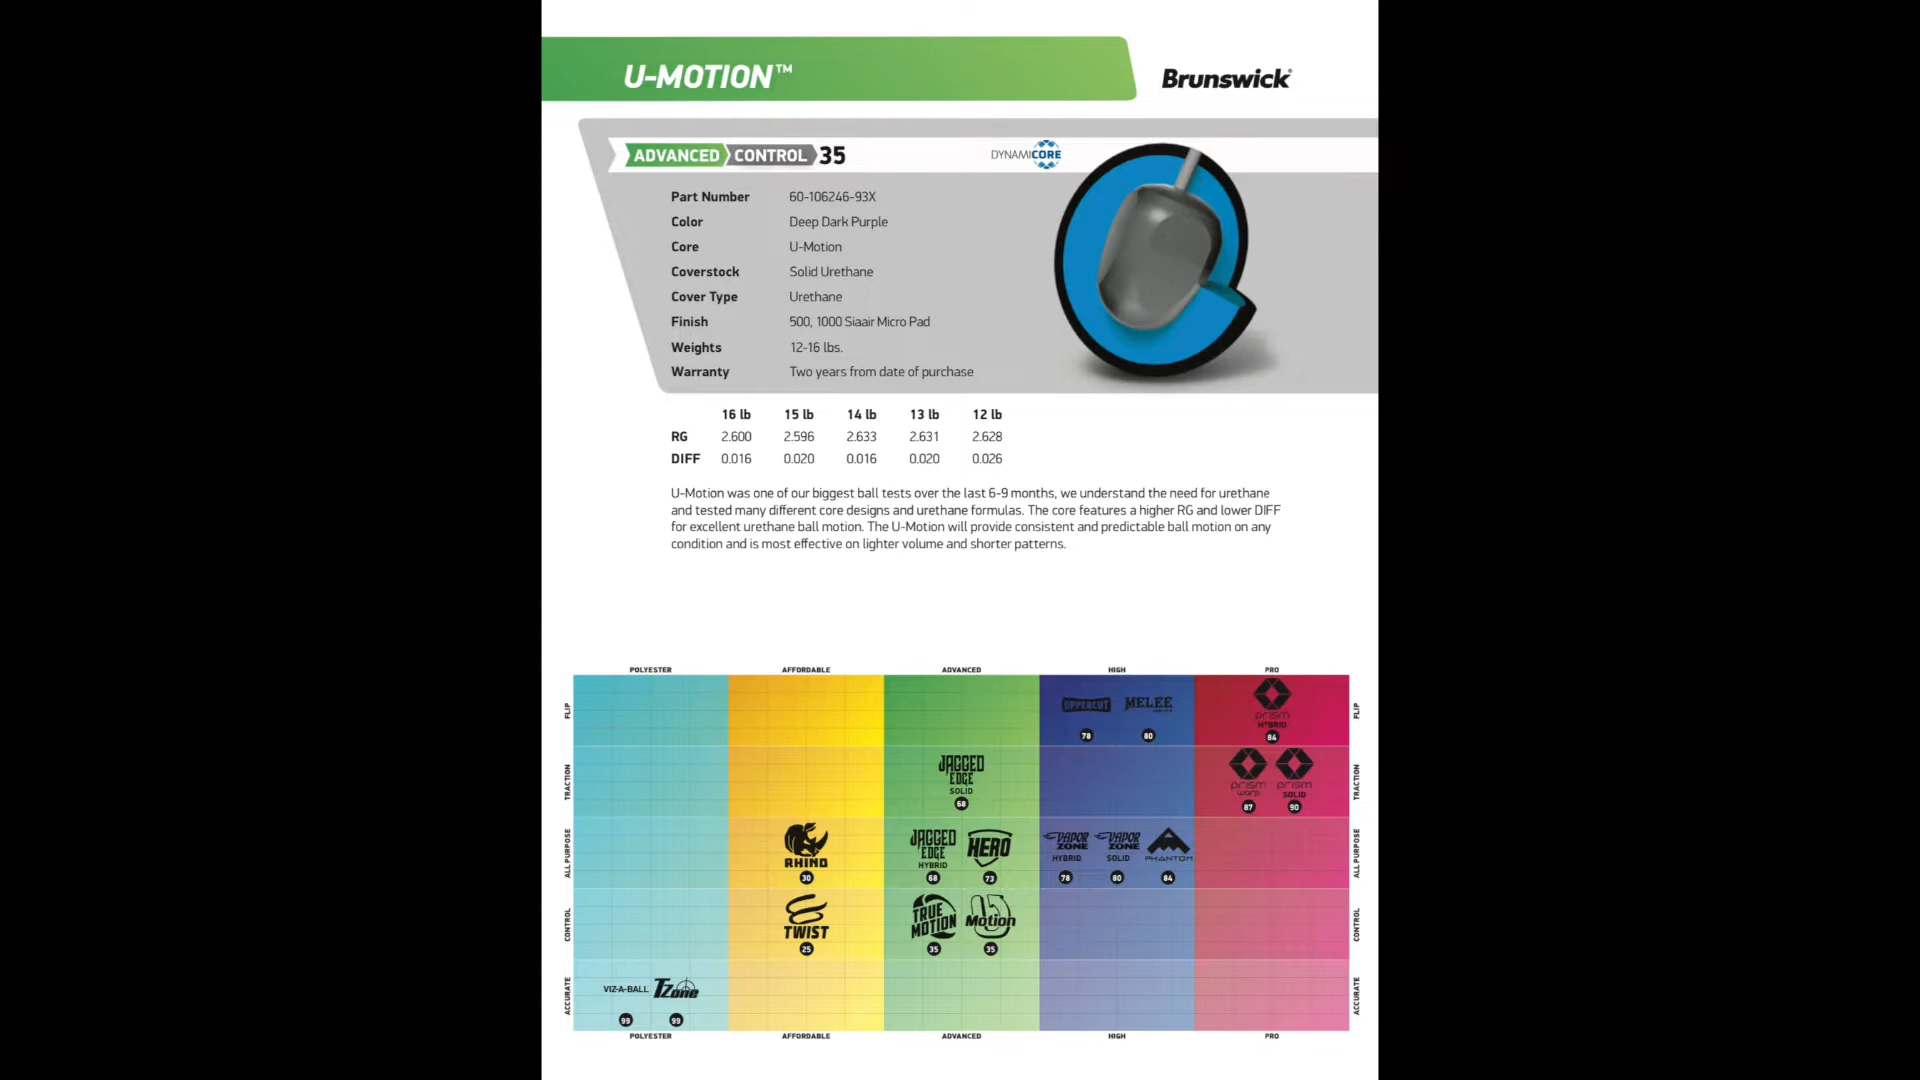 U-MOTION™
Brunswick®
ADVANCED CONTROL 35
DYNAMICORE
Part Number 60-106246-93X
Color Deep Dark Purple
Core U-Motion
Coverstock Solid Urethane
Cover Type Urethane
Finish 500, 1000 Siaair Micro Pad
Weights 12-16 lbs.
Warranty Two years from date of purchase
16 lb 15 lb 14 lb 13 lb 12 lb
RG 2.600 2.596 2.633 2.631 2.628
DIFF 0.016 0.020 0.016 0.020 0.026
U-Motion was one of our biggest ball tests over the last 6-9 months, we understand the need for urethane
and tested many different core designs and urethane formulas. The core features a higher RG and lower DIFF
for excellent urethane ball motion. The U-Motion will provide consistent and predictable ball motion on any
condition and is most effective on lighter volume and shorter patterns.
POLYESTER AFFORDABLE ADVANCED HIGH PRO
FLIP
UPPERCUT
78
MELEE
80
prism
HYBRID
84
FLIP
TRACTION
JAGGED
EDGE
SOLID
68
prism
warp
87
prism
SOLID
90
TRACTION
ALL PURPOSE
RHINO
30
JAGGED
EDGE
HYBRID
68
HERO
73
VAPOR
ZONE
HYBRID
78
VAPOR
ZONE
SOLID
80
PHANTOM
84
ALL PURPOSE
CONTROL
TWIST
25
TRUE
MOTION
35
U
Motion
35
CONTROL
ACCURATE
VIZ-A-BALL
99
TZone
99
ACCURATE
POLYESTER AFFORDABLE ADVANCED HIGH PRO